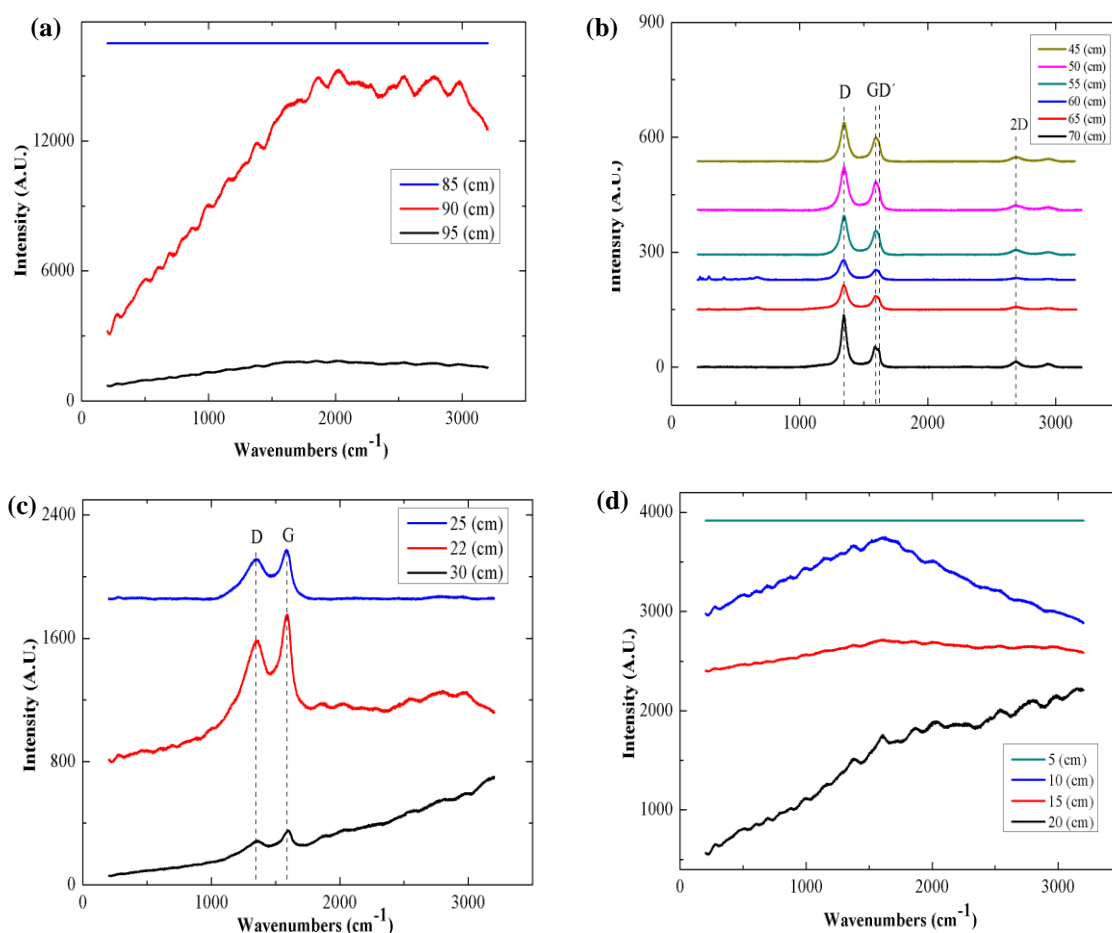 (a)
Intensity (A.U.)
12000
6000
0
85 (cm)
90 (cm)
95 (cm)
0 1000 2000 3000
Wavenumbers (cm⁻¹)
(b)
Intensity (A.U.)
900
600
300
0
D GD´ 2D
45 (cm)
50 (cm)
55 (cm)
60 (cm)
65 (cm)
70 (cm)
0 1000 2000 3000
Wavenumbers (cm⁻¹)
(c)
Intensity (A.U.)
2400
1600
800
0
D G
25 (cm)
22 (cm)
30 (cm)
0 1000 2000 3000
Wavenumbers (cm⁻¹)
(d)
Intensity (A.U.)
4000
3000
2000
1000
5 (cm)
10 (cm)
15 (cm)
20 (cm)
0 1000 2000 3000
Wavenumbers (cm⁻¹)